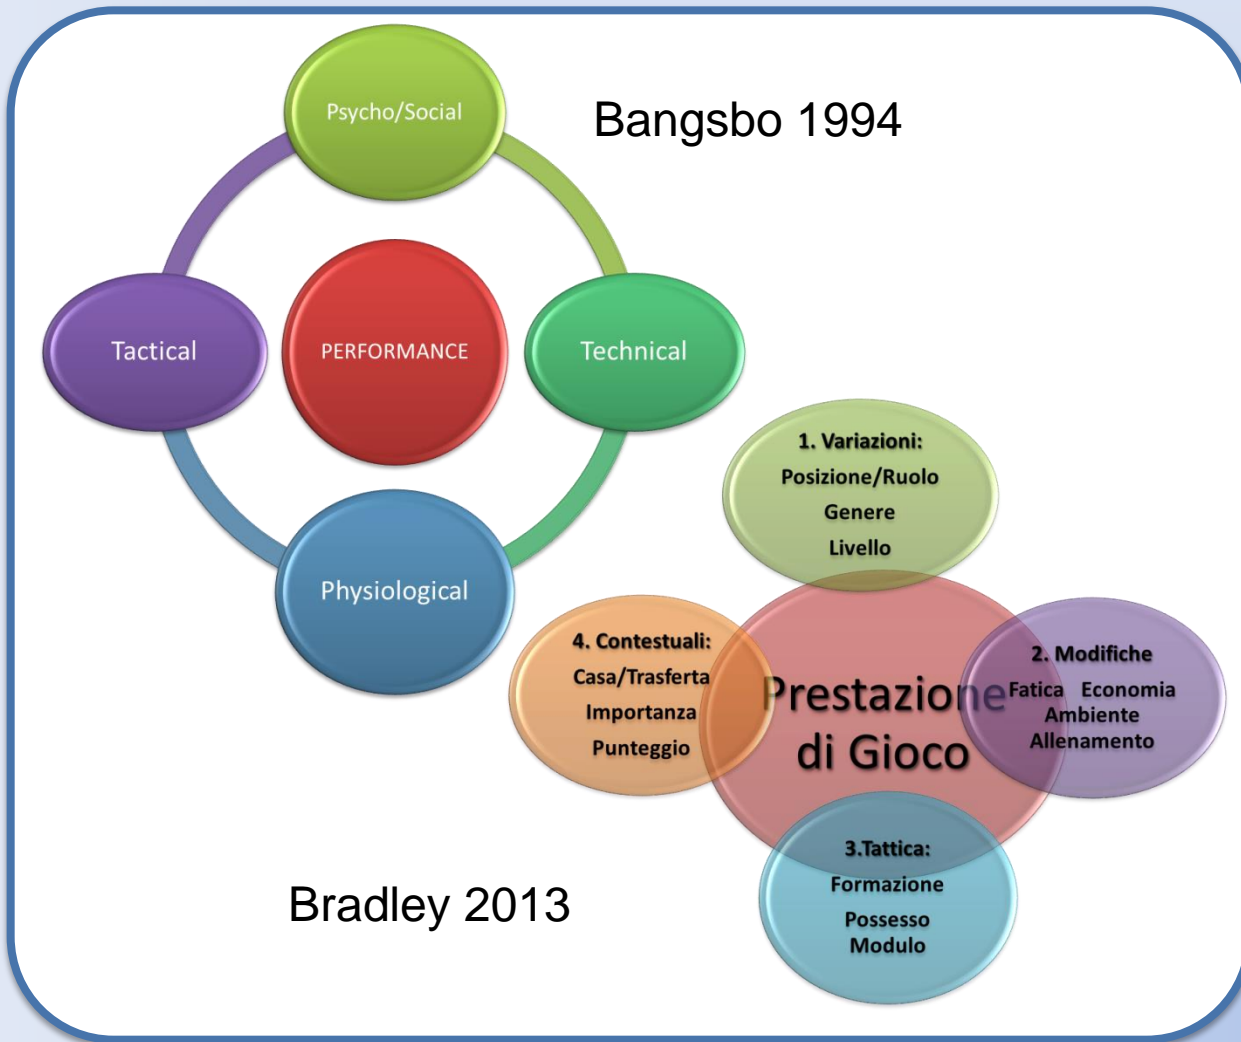 Psycho/Social
Bangsbo 1994
Tactical
PERFORMANCE
Technical
Physiological
1. Variazioni:
Posizione/Ruolo
Genere
Livello
4. Contestuali:
Casa/Trasferta
Importanza
Punteggio
Prestazione
di Gioco
2. Modifiche
Fatica Economia
Ambiente
Allenamento
3.Tattica:
Formazione
Possesso
Modulo
Bradley 2013